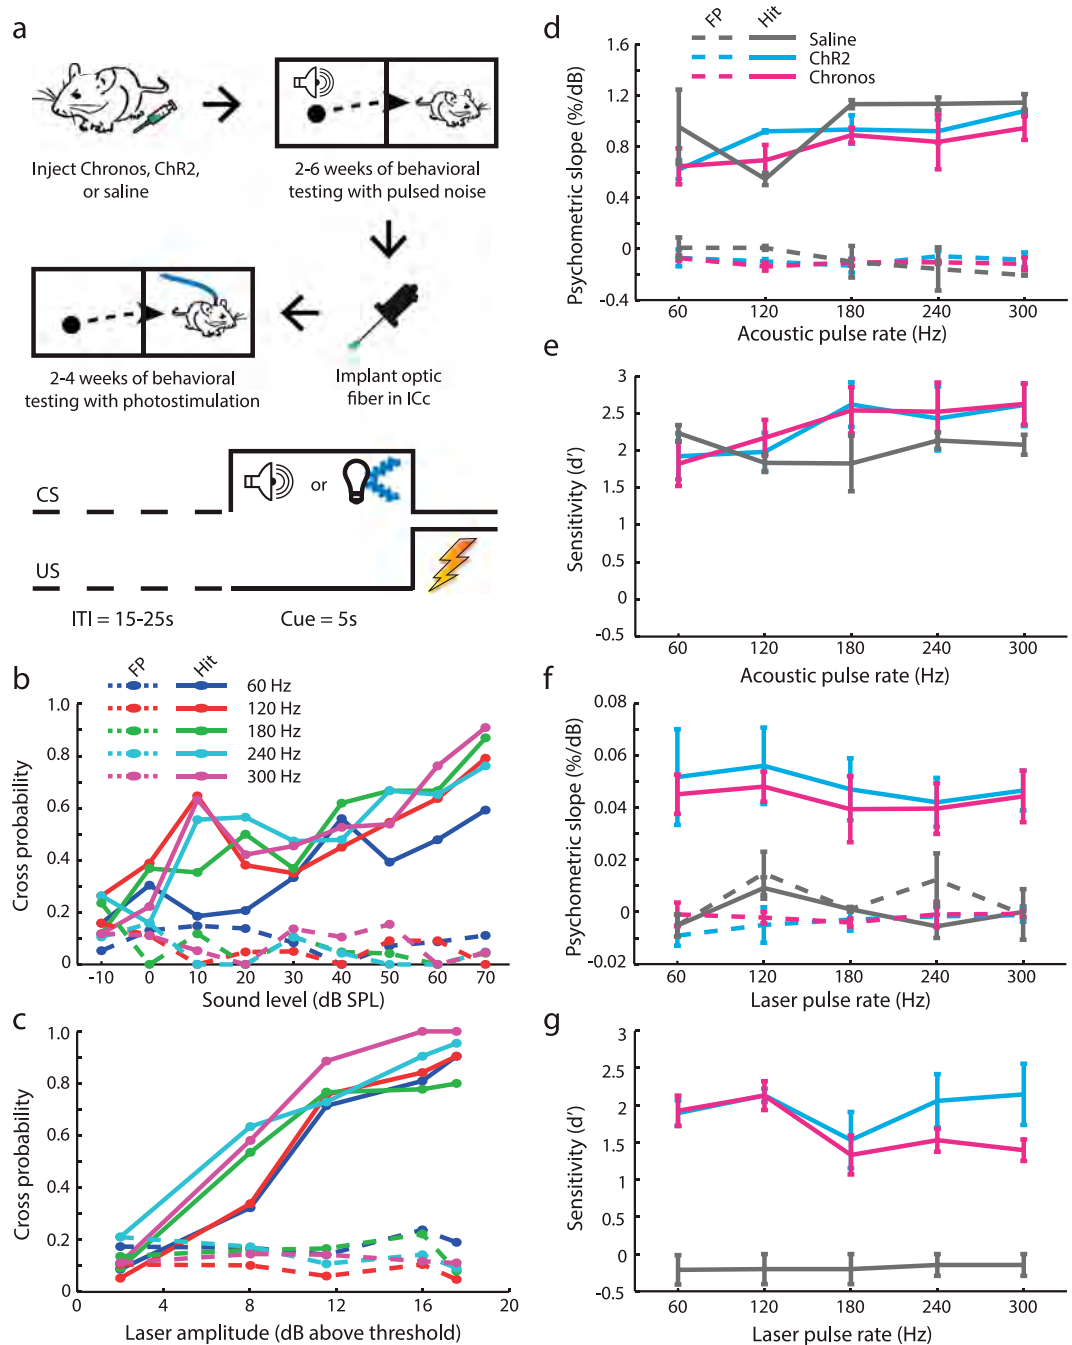 a
Inject Chronos, ChR2,
or saline
2-6 weeks of behavioral
testing with pulsed noise
2-4 weeks of behavioral
testing with photostimulation
Implant optic
fiber in ICc
CS
or
US
ITI = 15-25s
Cue = 5s
b
FP
Hit
60 Hz
120 Hz
180 Hz
240 Hz
300 Hz
Cross probability
1.0
0.8
0.6
0.4
0.2
0
-10 0 10 20 30 40 50 60 70
Sound level (dB SPL)
c
Cross probability
1.0
0.8
0.6
0.4
0.2
0
0 4 8 12 16 20
Laser amplitude (dB above threshold)
d
FP
Hit
Saline
ChR2
Chronos
Psychometric slope (%/dB)
1.6
1.2
0.8
0.4
0
-0.4
60 120 180 240 300
Acoustic pulse rate (Hz)
e
Sensitivity (d')
3
2.5
2
1.5
1
0.5
0
-0.5
60 120 180 240 300
Acoustic pulse rate (Hz)
f
Psychometric slope (%/dB)
0.08
0.06
0.04
0.02
0
-0.02
60 120 180 240 300
Laser pulse rate (Hz)
g
Sensitivity (d')
3
2.5
2
1.5
1
0.5
0
-0.5
60 120 180 240 300
Laser pulse rate (Hz)